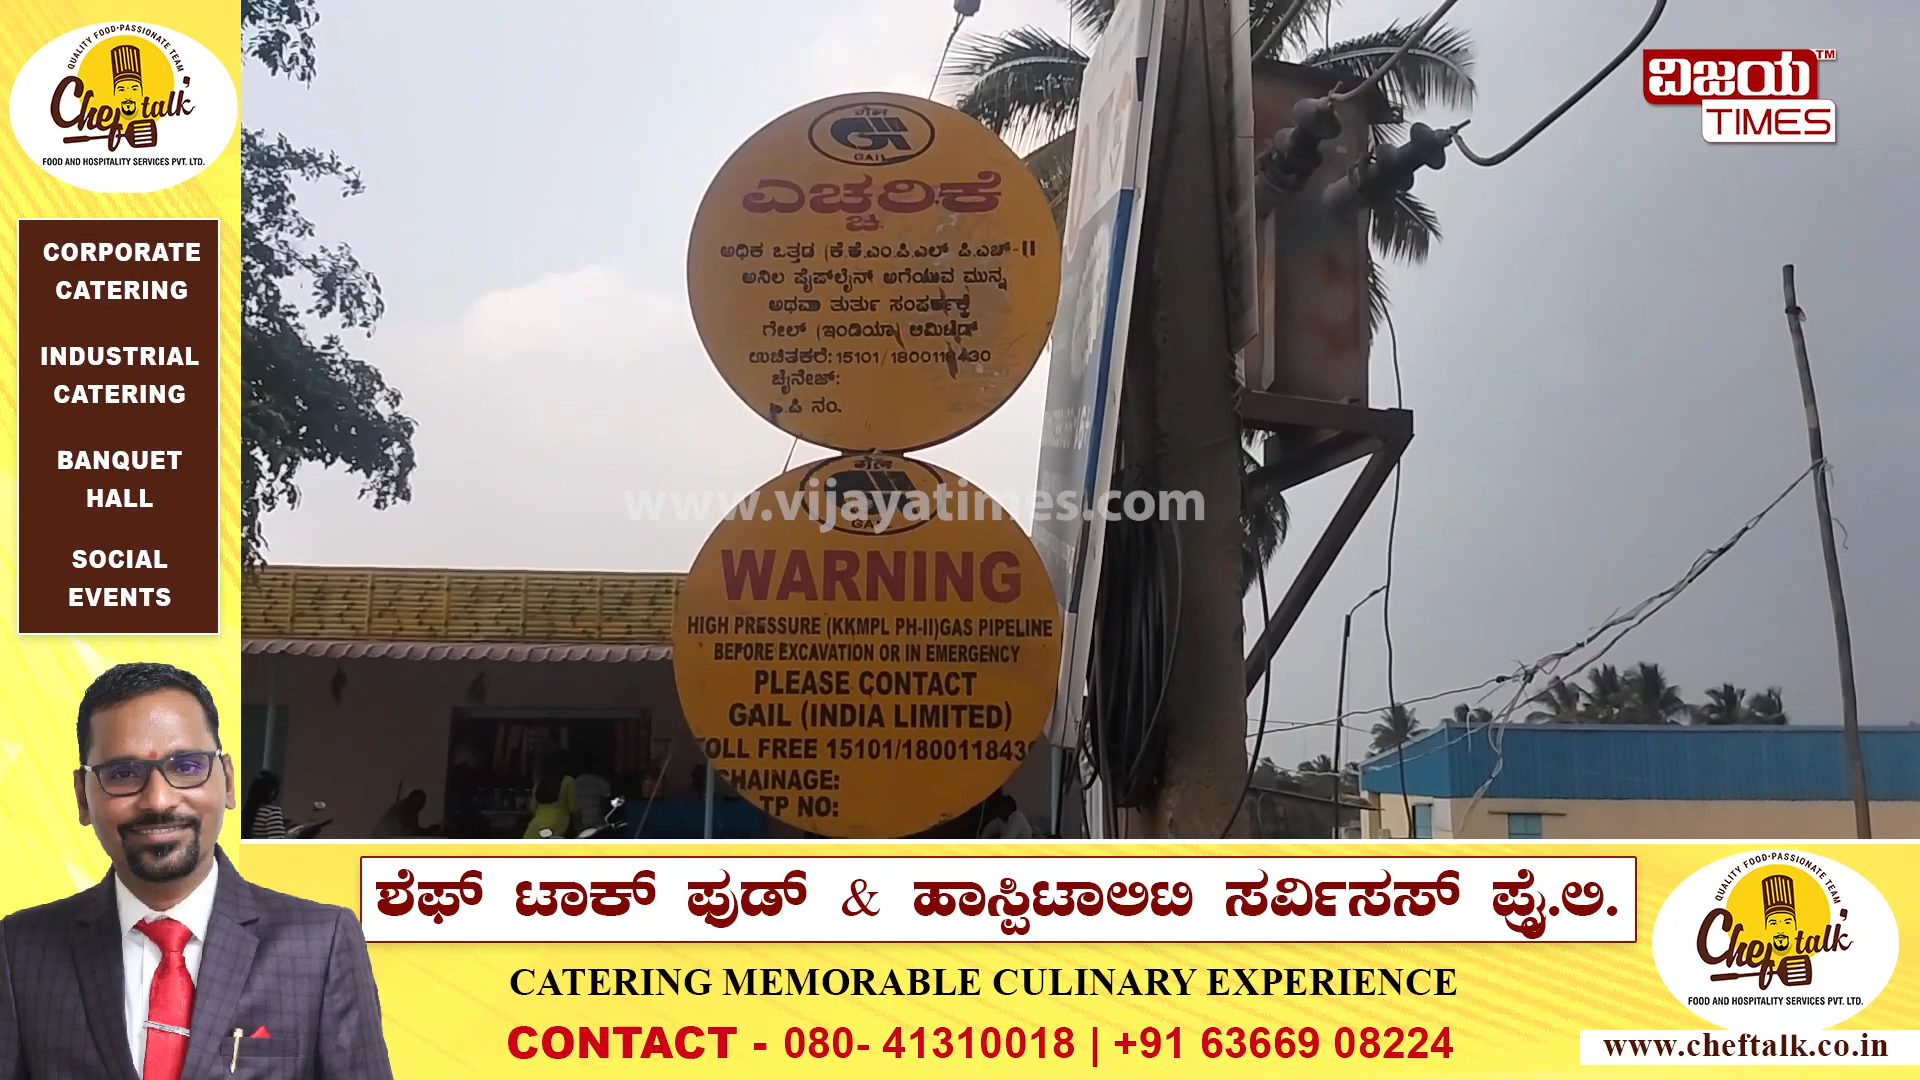 QUALITY FOOD•PASSIONATE TEAM
Chef talk
FOOD AND HOSPITALITY SERVICES PVT. LTD.
CORPORATE
CATERING
INDUSTRIAL
CATERING
BANQUET
HALL
SOCIAL
EVENTS
ವಿಜಯ TM
TIMES
ಗೇಲ
GAIL
ಎಚ್ಚರಿಕೆ
ಅಧಿಕ ಒತ್ತಡ (ಕೆ.ಕೆ.ಎಂ.ಪಿ.ಎಲ್ ಪಿ.ಎಚ್-II
ಅನಿಲ ಪೈಪ್‌ಲೈನ್ ಅಗೆಯುವ ಮುನ್ನ
ಅಥವಾ ತುರ್ತು ಸಂಪರ್ಕಕ್ಕೆ
ಗೇಲ್ (ಇಂಡಿಯಾ)
ಉಚಿತಕರೆ: 15101/1800118430
ಚೈನೇಜ್:
ಪಿ ನಂ.
www.vijayatimes.com
GAIL
WARNING
HIGH PRESSURE (KKMPL PH-II)GAS PIPELINE
BEFORE EXCAVATION OR IN EMERGENCY
PLEASE CONTACT
GAIL (INDIA LIMITED)
TOLL FREE 15101/1800118430
CHAINAGE:
TP NO:
ಶೆಫ್ ಟಾಕ್ ಫುಡ್ & ಹಾಸ್ಪಿಟಾಲಿಟಿ ಸರ್ವಿಸಸ್ ಪ್ರೈ.ಲಿ.
CATERING MEMORABLE CULINARY EXPERIENCE
CONTACT - 080- 41310018 | +91 63669 08224
QUALITY FOOD•PASSIONATE TEAM
Chef talk
FOOD AND HOSPITALITY SERVICES PVT. LTD.
www.cheftalk.co.in